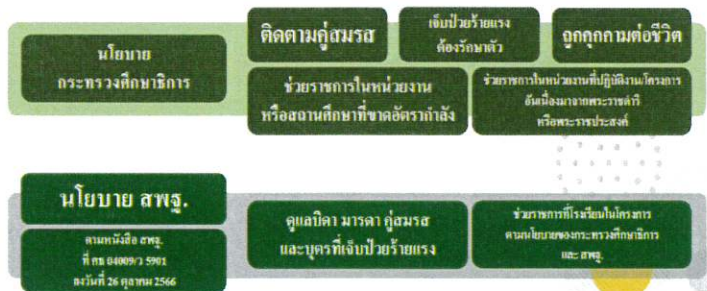 นโยบาย
กระทรวงศึกษาธิการ
ติดตามคู่สมรส
เจ็บป่วยร้ายแรง
ต้องรักษาตัว
ถูกคุกคามต่อชีวิต
ช่วยราชการในหน่วยงาน
หรือสถานศึกษาที่ขาดอัตรากำลัง
ช่วยราชการในหน่วยงานที่ปฏิบัติงาน/โครงการ
อันเนื่องมาจากพระราชดำริ
หรือพระราชประสงค์
นโยบาย สพฐ.
ตามหนังสือ สพฐ.
ที่ ศธ 04009/ว 5901
ลงวันที่ 26 ตุลาคม 2566
ดูแลบิดา มารดา คู่สมรส
และบุตรที่เจ็บป่วยร้ายแรง
ช่วยราชการที่โรงเรียนในโครงการ
ตามนโยบายของกระทรวงศึกษาธิการ
และ สพฐ.